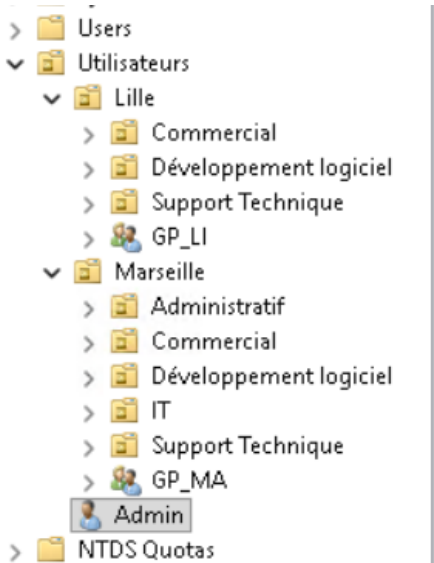 Users
Utilisateurs
Lille
Commercial
Développement logiciel
Support Technique
GP_LI
Marseille
Administratif
Commercial
Développement logiciel
IT
Support Technique
GP_MA
Admin
NTDS Quotas